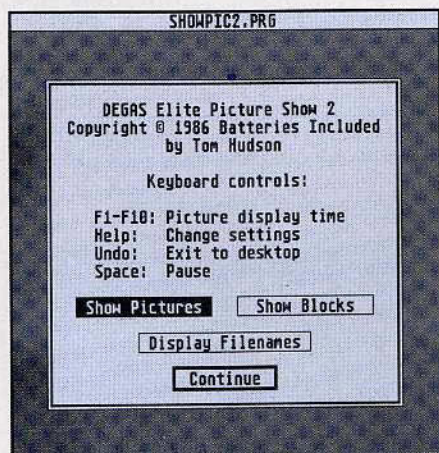 SHOWPIC2.PRG
DEGAS Elite Picture Show 2
Copyright © 1986 Batteries Included
by Tom Hudson
Keyboard controls:
F1-F10: Picture display time
Help: Change settings
Undo: Exit to desktop
Space: Pause
Show Pictures Show Blocks
Display Filenames
Continue